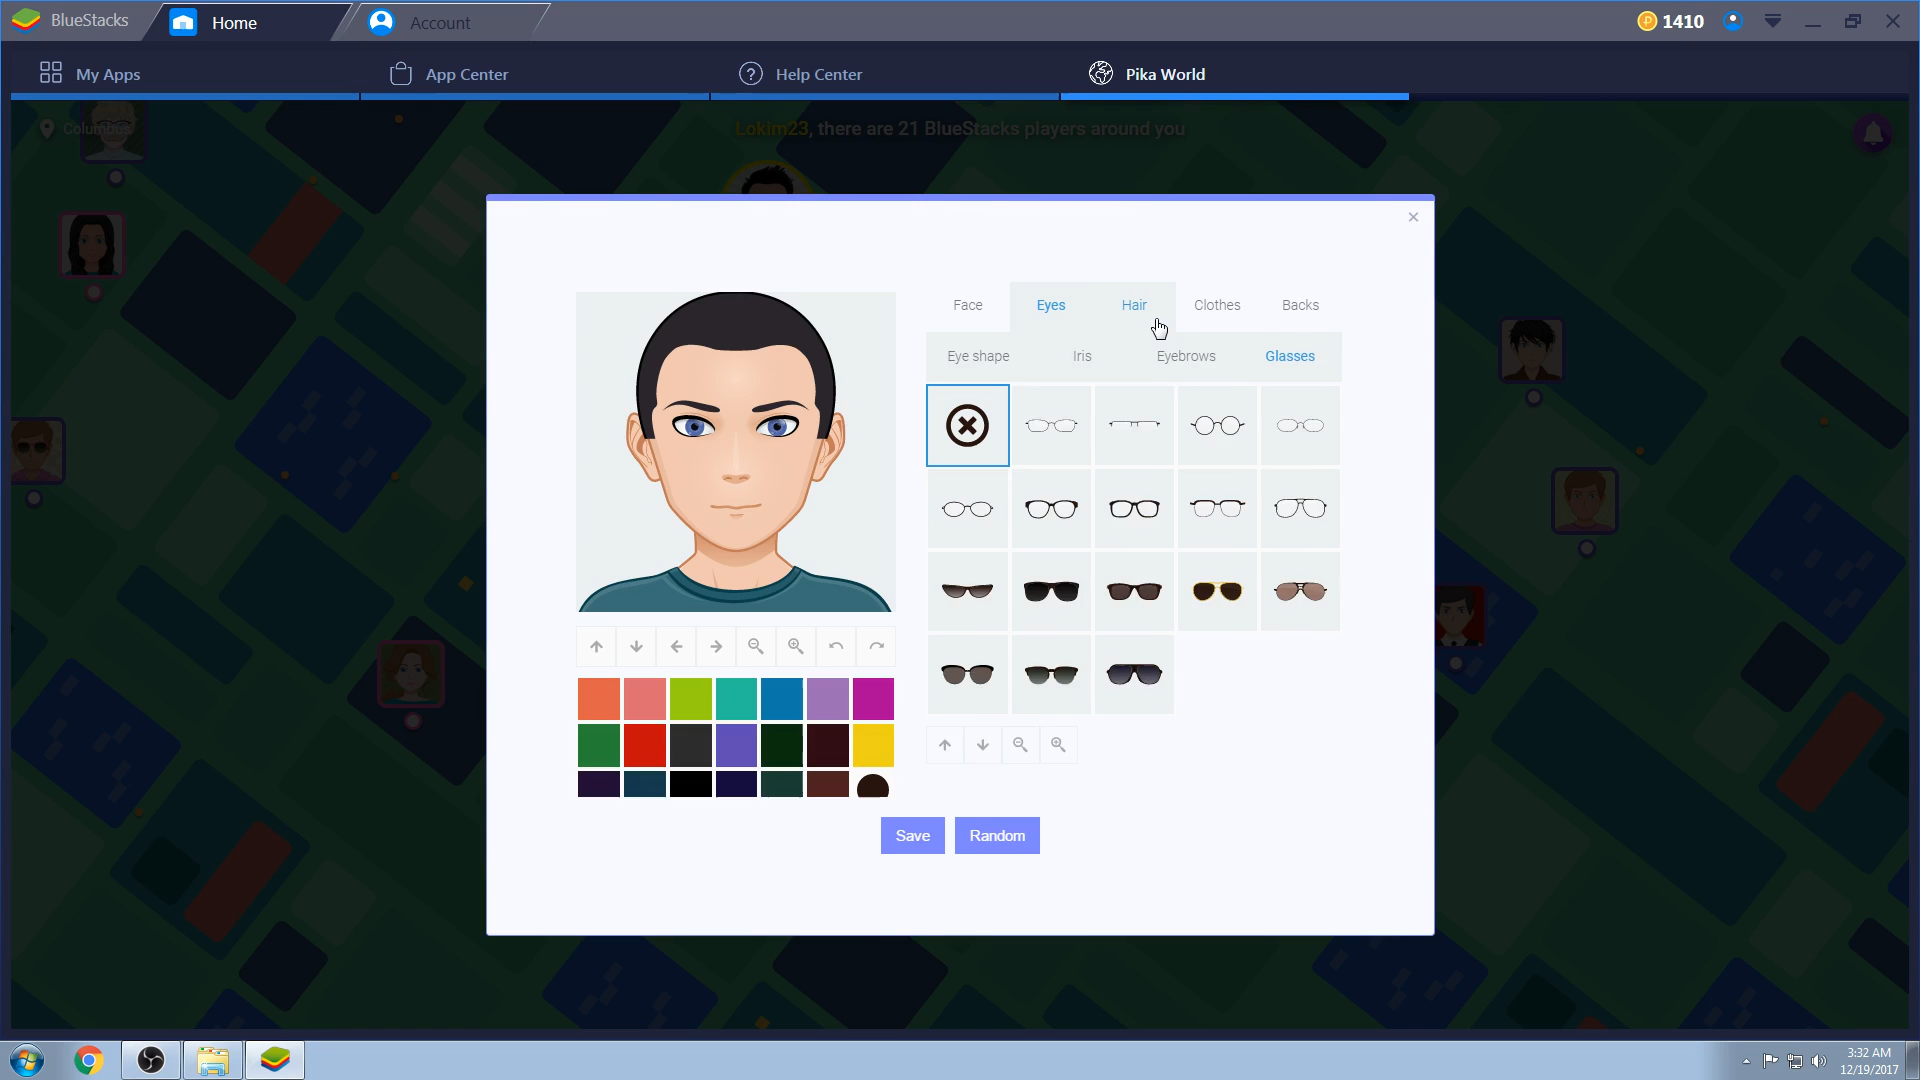 BlueStacks
Home
Account
1410
My Apps
App Center
Help Center
Pika World
Columbus
Lokim23, there are 21 BlueStacks players around you
Face
Eyes
Hair
Clothes
Backs
Eye shape
Iris
Eyebrows
Glasses
Save
Random
3:32 AM
12/19/2017